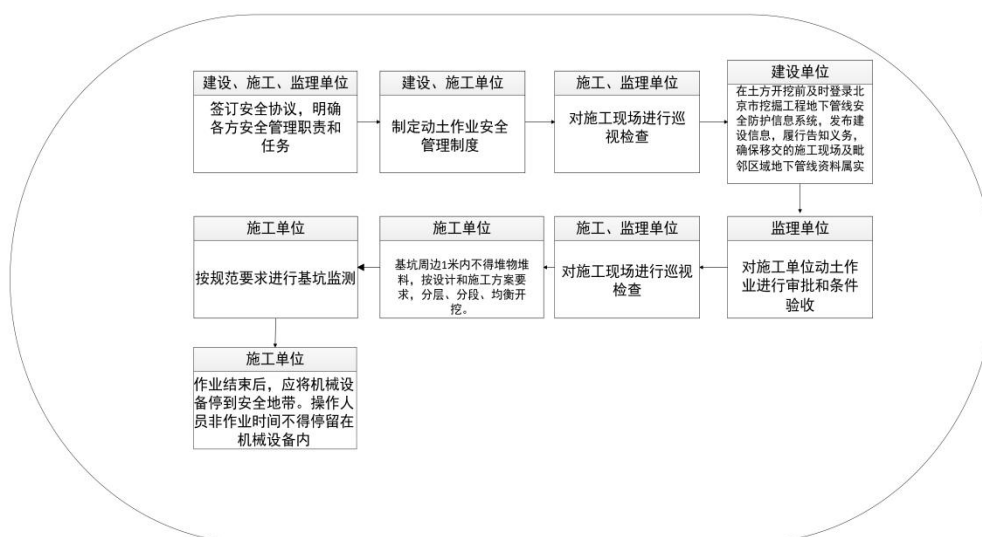 建设、施工、监理单位
签订安全协议，明确
各方安全管理职责和
任务
建设、施工单位
制定动土作业安全
管理制度
施工、监理单位
对施工现场进行巡
视检查
建设单位
在土方开挖前及时登录北
京市挖掘工程地下管线安
全防护信息系统，发布建
设信息，履行告知义务，
确保移交的施工现场及毗
邻区域地下管线资料属实
监理单位
对施工单位动土作
业进行审批和条件
验收
施工、监理单位
对施工现场进行巡视
检查
施工单位
基坑周边1米内不得堆物堆
料，按设计和施工方案要
求，分层、分段、均衡开
挖。
施工单位
按规范要求进行基坑监测
施工单位
作业结束后，应将机械设
备停到安全地带。操作人
员非作业时间不得停留在
机械设备内